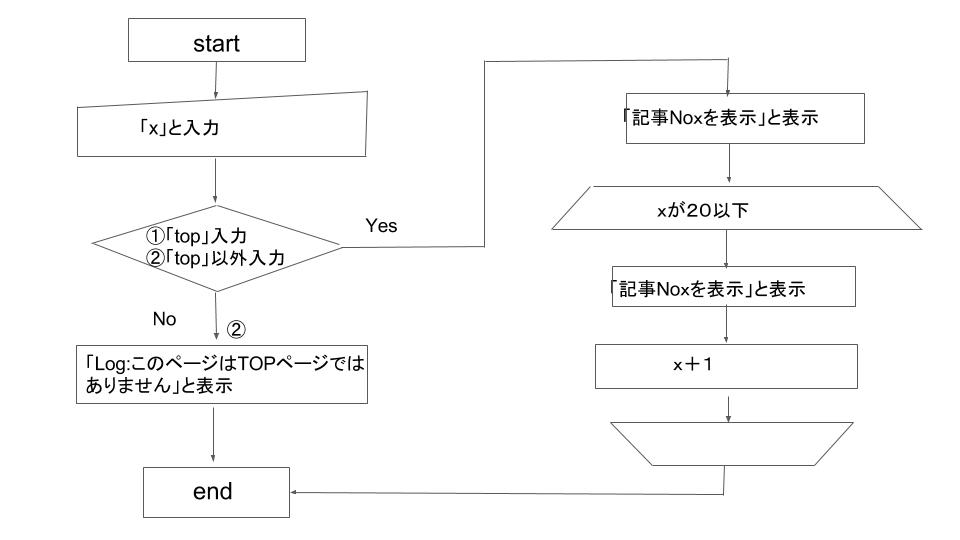 start
「x」と入力
①「top」入力
②「top」以外入力
Yes
No
②
「Log:このページはTOPページでは
ありません」と表示
end
「記事Noxを表示」と表示
xが２０以下
「記事Noxを表示」と表示
x＋１